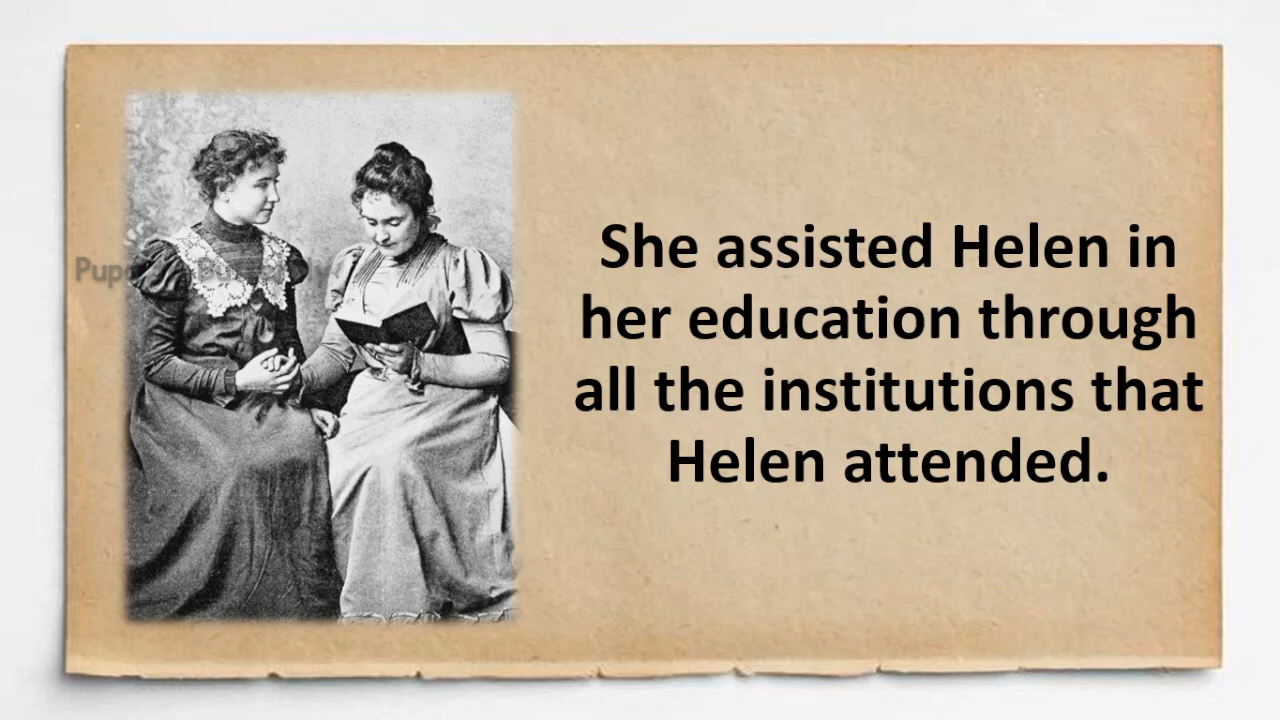 She assisted Helen in
her education through
all the institutions that
Helen attended.